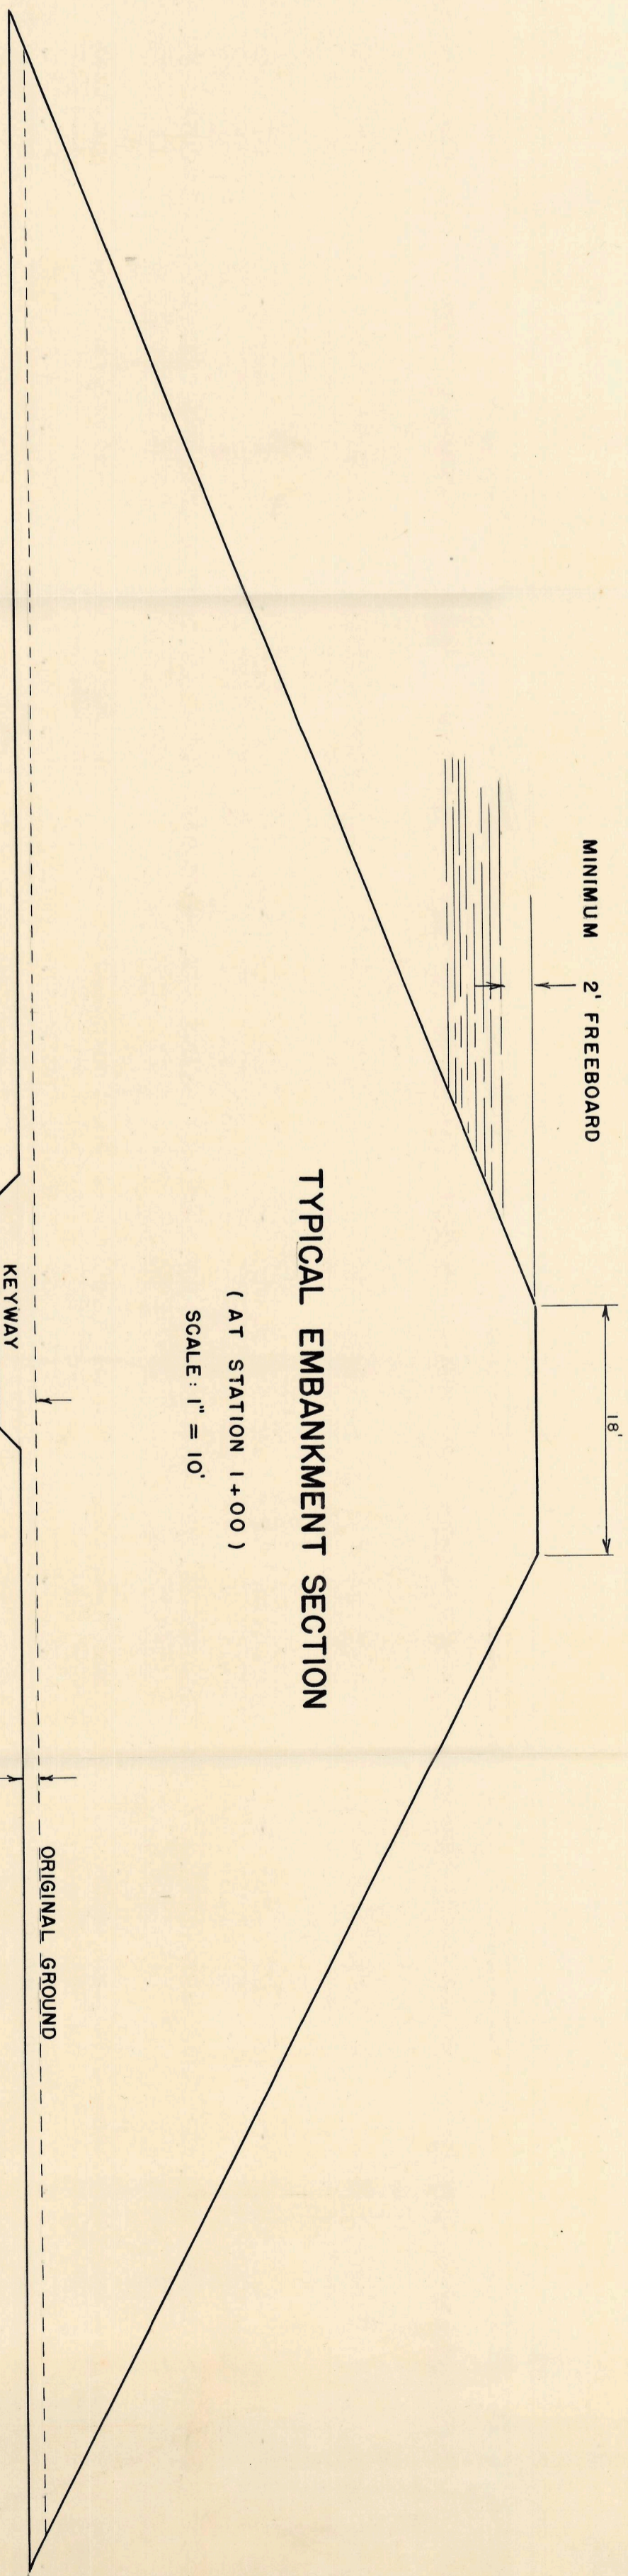 MINIMUM 2' FREEBOARD
18'
TYPICAL EMBANKMENT SECTION
( AT STATION 1+00 )
SCALE: 1" = 10'
ORIGINAL GROUND
KEYWAY